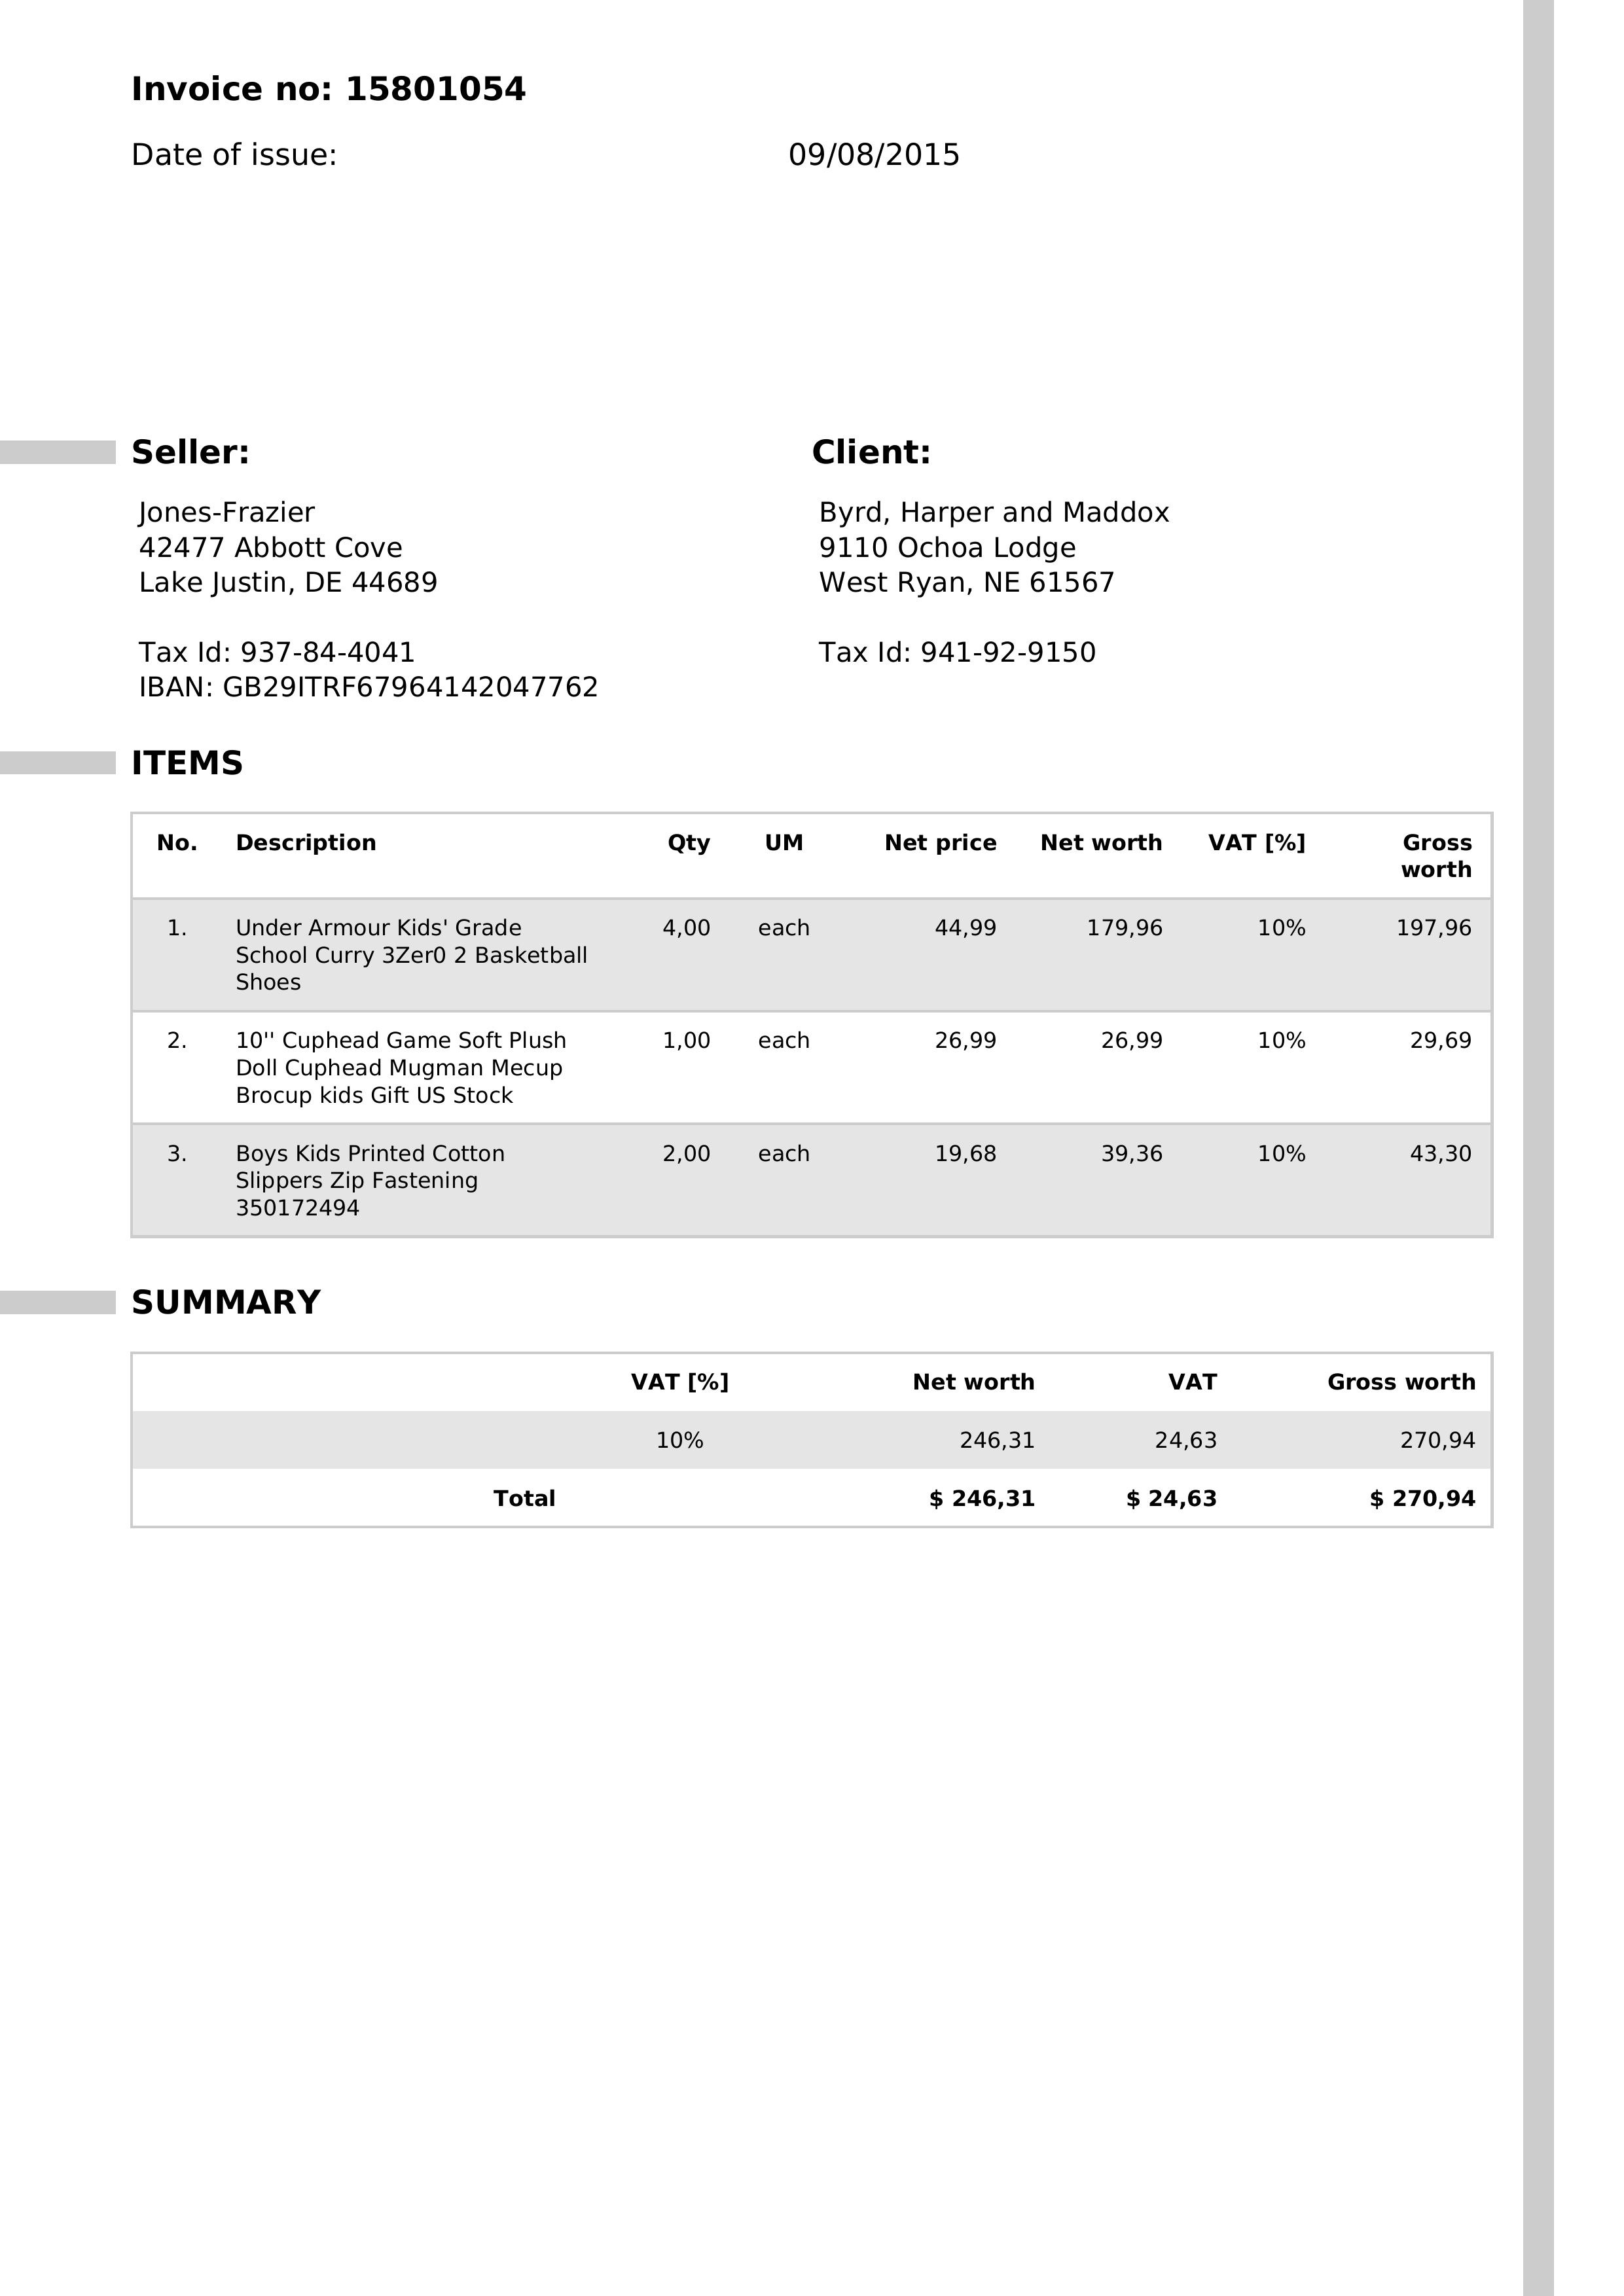 Invoice no: 15801054
Date of issue: 09/08/2015
Seller:
Jones-Frazier
42477 Abbott Cove
Lake Justin, DE 44689
Tax Id: 937-84-4041
IBAN: GB29ITRF67964142047762
Client:
Byrd, Harper and Maddox
9110 Ochoa Lodge
West Ryan, NE 61567
Tax Id: 941-92-9150
ITEMS
No. Description Qty UM Net price Net worth VAT [%] Gross
worth
1. Under Armour Kids' Grade 4,00 each 44,99 179,96 10% 197,96
School Curry 3Zer0 2 Basketball
Shoes
2. 10'' Cuphead Game Soft Plush 1,00 each 26,99 26,99 10% 29,69
Doll Cuphead Mugman Mecup
Brocup kids Gift US Stock
3. Boys Kids Printed Cotton 2,00 each 19,68 39,36 10% 43,30
Slippers Zip Fastening
350172494
SUMMARY
VAT [%] Net worth VAT Gross worth
10% 246,31 24,63 270,94
Total $ 246,31 $ 24,63 $ 270,94